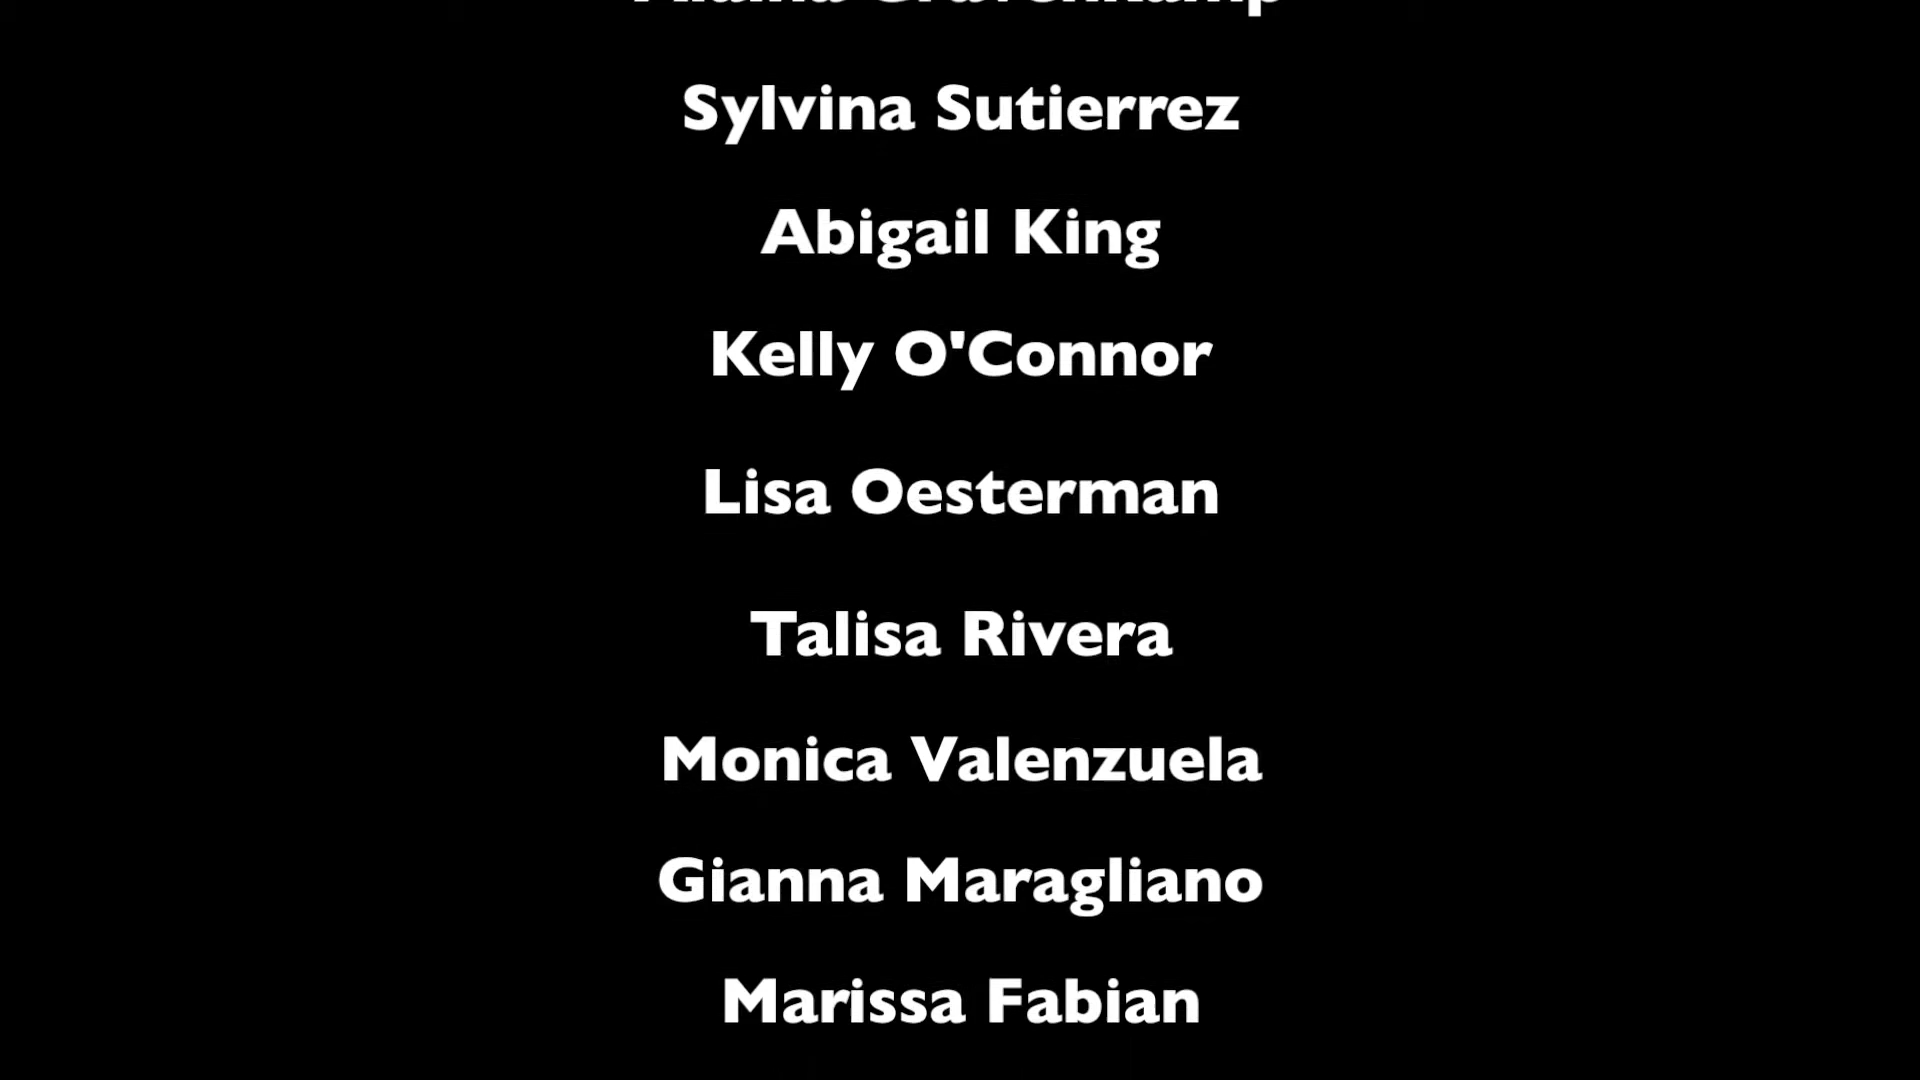 Sylvina Sutierrez
Abigail King
Kelly O'Connor
Lisa Oesterman
Talisa Rivera
Monica Valenzuela
Gianna Maragliano
Marissa Fabian